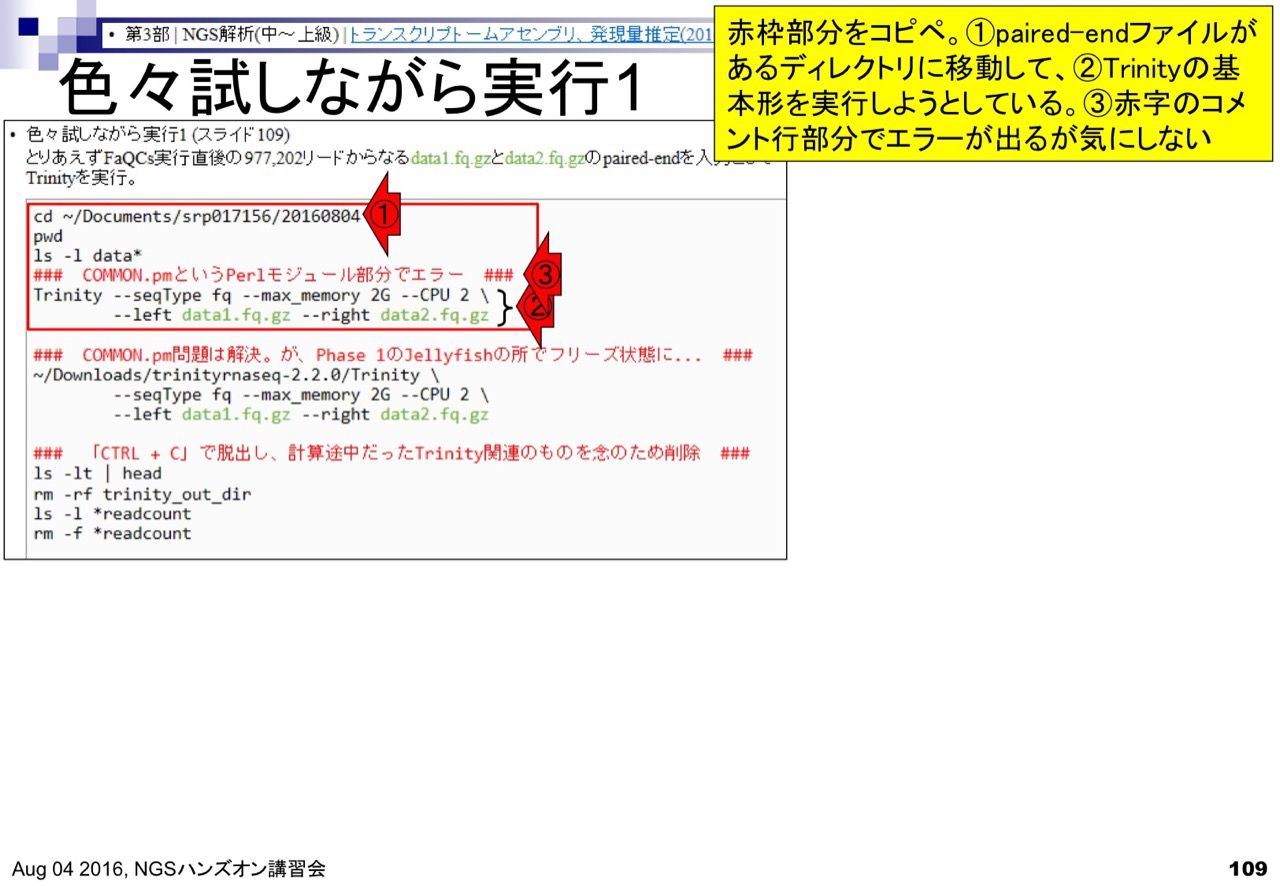 • 第3部 | NGS解析(中～上級) | トランスクリプトームアセンブリ、発現量推定(201
色々試しながら実行1
赤枠部分をコピペ。①paired-endファイルが
あるディレクトリに移動して、②Trinityの基
本形を実行しようとしている。③赤字のコメ
ント行部分でエラーが出るが気にしない
• 色々試しながら実行1 (スライド109)
とりあえずFaQCs実行直後の977,202リードからなるdata1.fq.gzとdata2.fq.gzのpaired-endを
Trinityを実行。
cd ~/Documents/srp017156/20160804 ①
pwd
ls -l data*
### COMMON.pmというPerlモジュール部分でエラー ### ③
Trinity --seqType fq --max_memory 2G --CPU 2 \
--left data1.fq.gz --right data2.fq.gz
②
### COMMON.pm問題は解決。が、Phase 1のJellyfishの所でフリーズ状態に... ###
~/Downloads/trinityrnaseq-2.2.0/Trinity \
--seqType fq --max_memory 2G --CPU 2 \
--left data1.fq.gz --right data2.fq.gz
### 「CTRL + C」で脱出し、計算途中だったTrinity関連のものを念のため削除 ###
ls -lt | head
rm -rf trinity_out_dir
ls -l *readcount
rm -f *readcount
Aug 04 2016, NGSハンズオン講習会
109